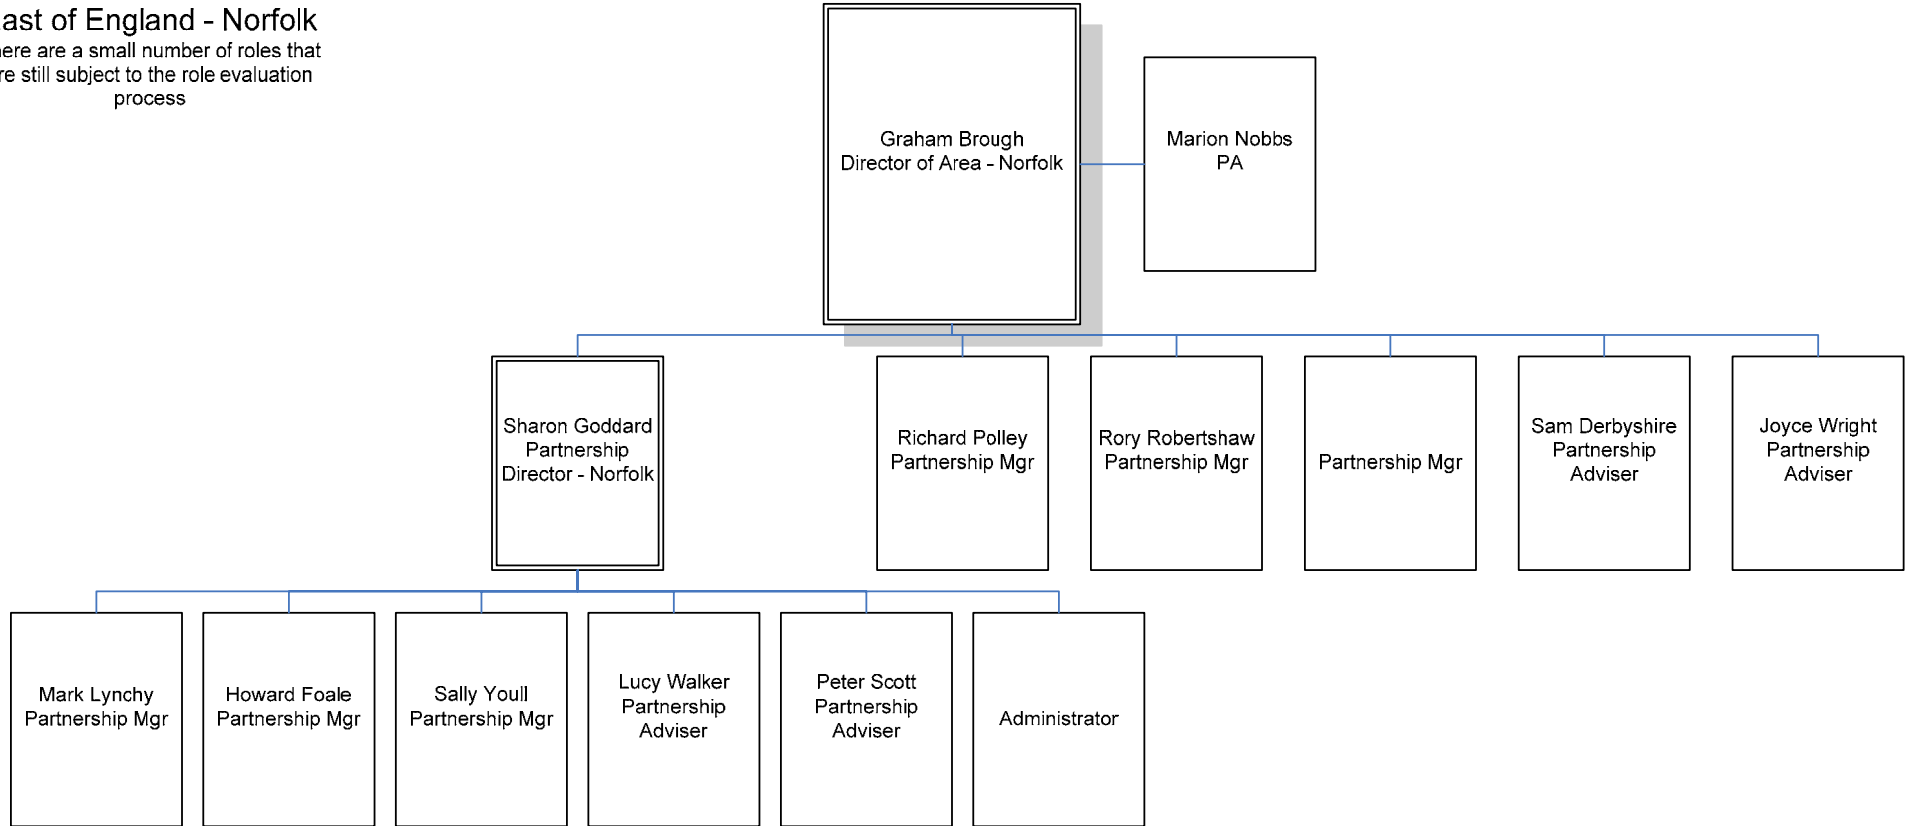 ast of England - Norfolk
ere are a small number of roles that
re still subject to the role evaluation
process
Graham Brough
Director of Area - Norfolk
Marion Nobbs
PA
Sharon Goddard
Partnership
Director - Norfolk
Richard Polley
Partnership Mgr
Rory Robertshaw
Partnership Mgr
Partnership Mgr
Sam Derbyshire
Partnership
Adviser
Joyce Wright
Partnership
Adviser
Mark Lynchy
Partnership Mgr
Howard Foale
Partnership Mgr
Sally Youll
Partnership Mgr
Lucy Walker
Partnership
Adviser
Peter Scott
Partnership
Adviser
Administrator